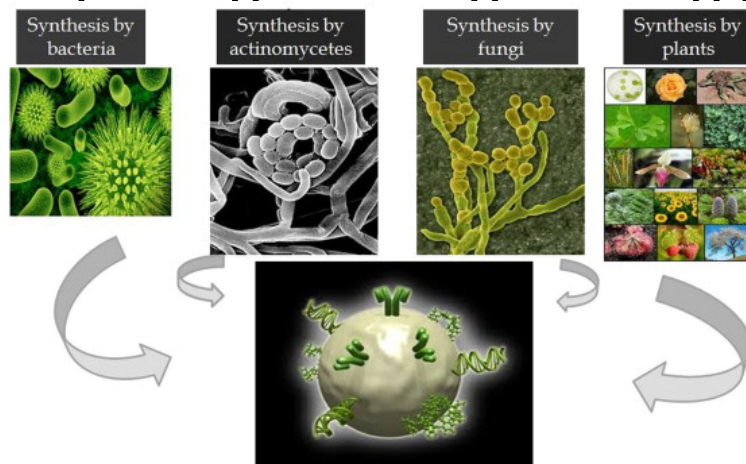 Synthesis by
bacteria
Synthesis by
actinomycetes
Synthesis by
fungi
Synthesis by
plants